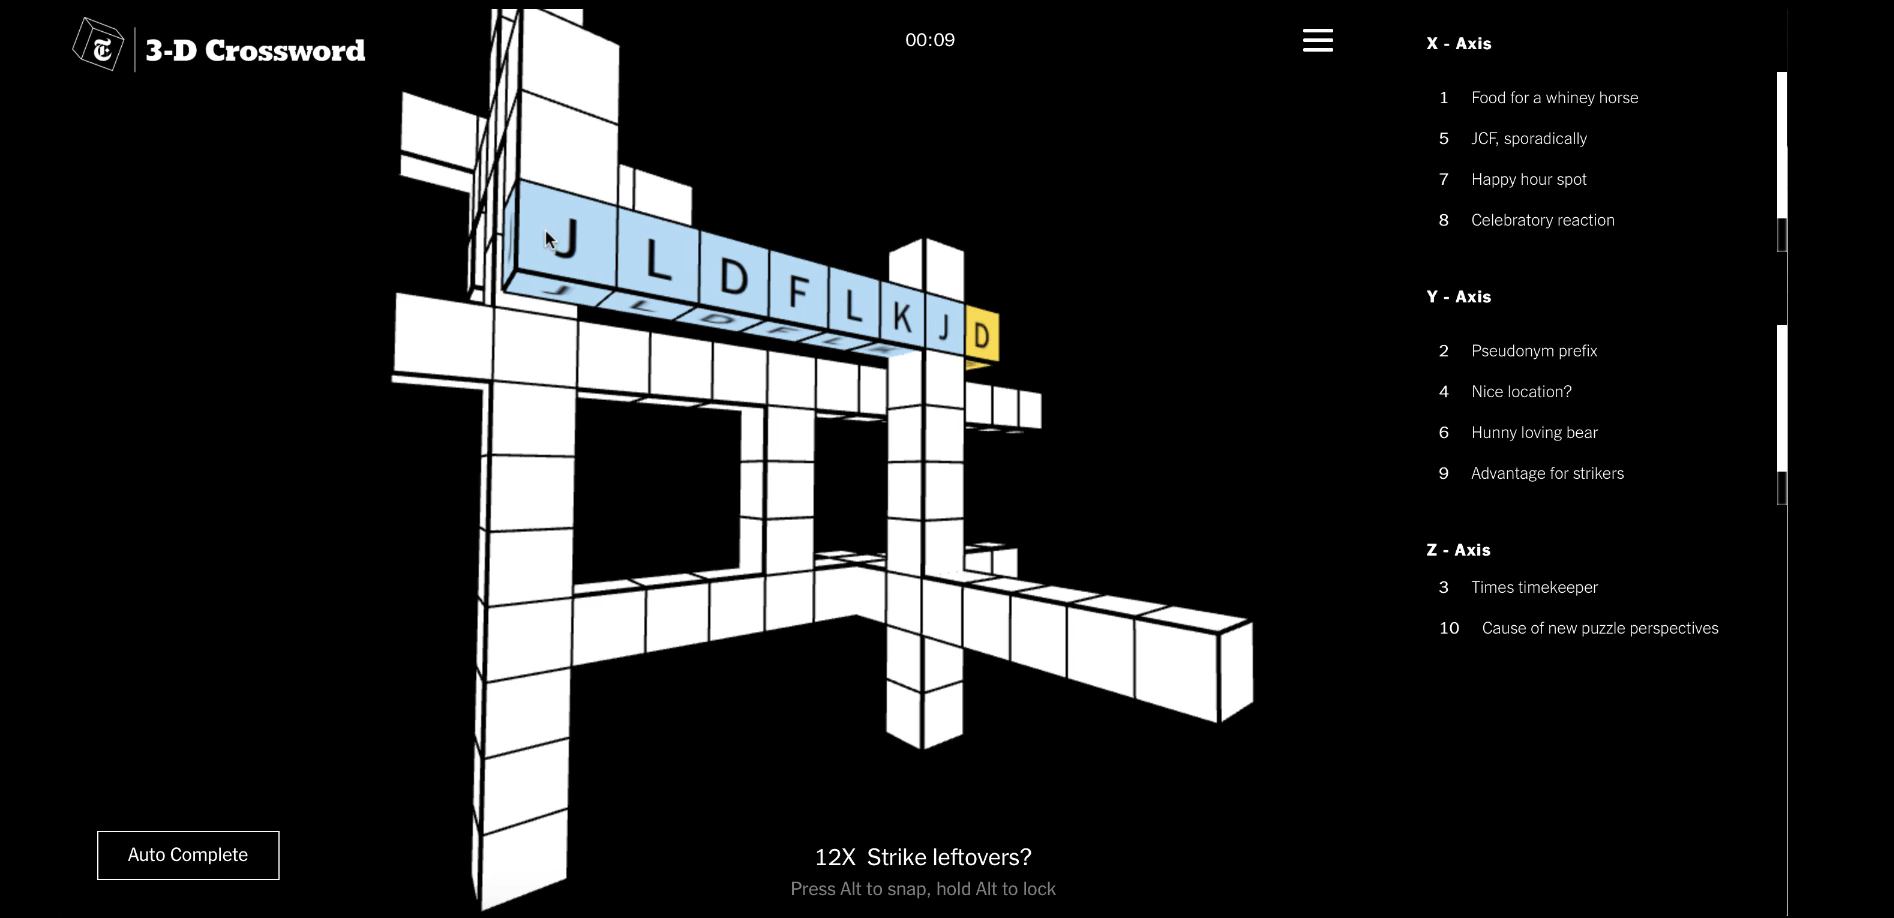 T
3-D Crossword
00:09
J L D F L K J D
J L D F L K
12X Strike leftovers?
Press Alt to snap, hold Alt to lock
Auto Complete
X - Axis
1 Food for a whiney horse
5 JCF, sporadically
7 Happy hour spot
8 Celebratory reaction
Y - Axis
2 Pseudonym prefix
4 Nice location?
6 Hunny loving bear
9 Advantage for strikers
Z - Axis
3 Times timekeeper
10 Cause of new puzzle perspectives